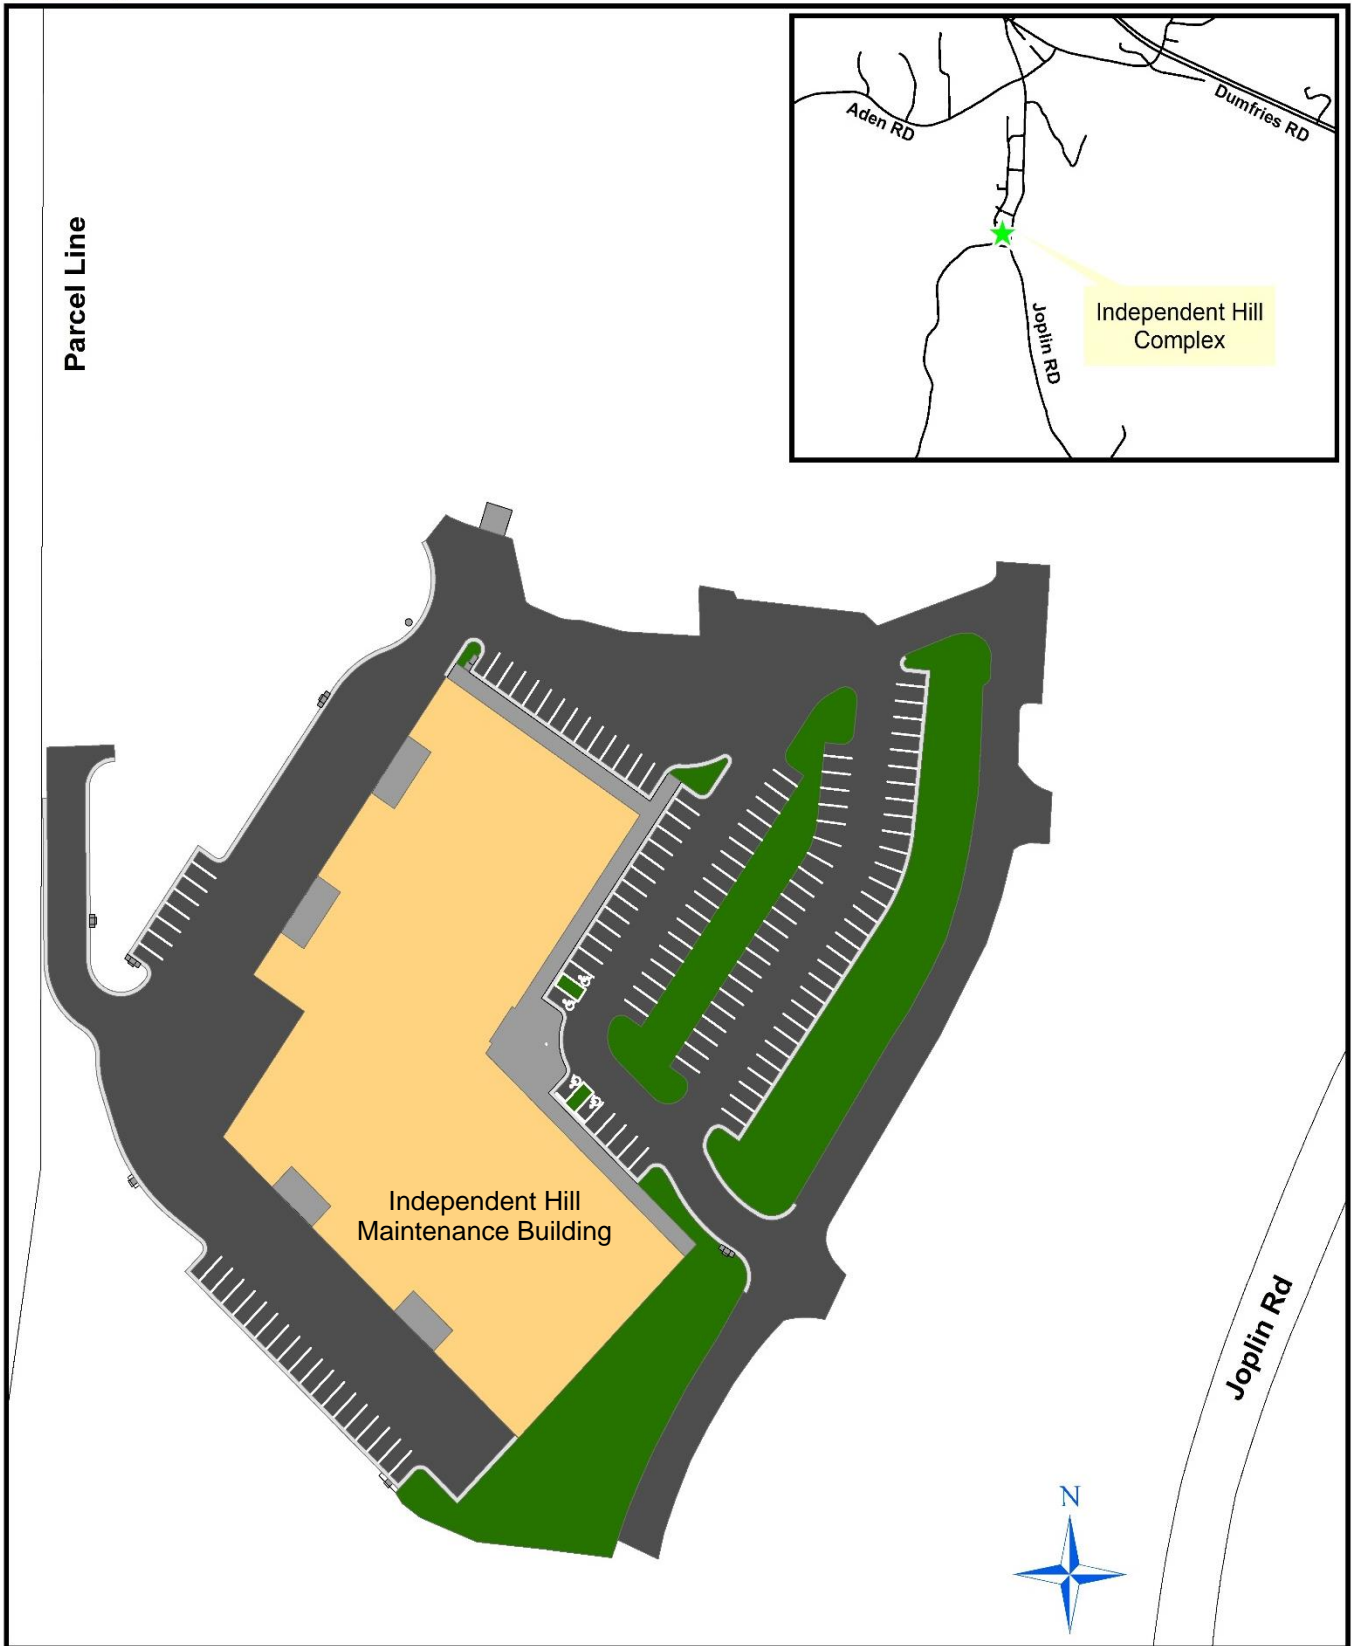 Aden RD
Dumfries RD
Joplin RD
Independent Hill
Complex
Parcel Line
Independent Hill
Maintenance Building
Joplin Rd
N